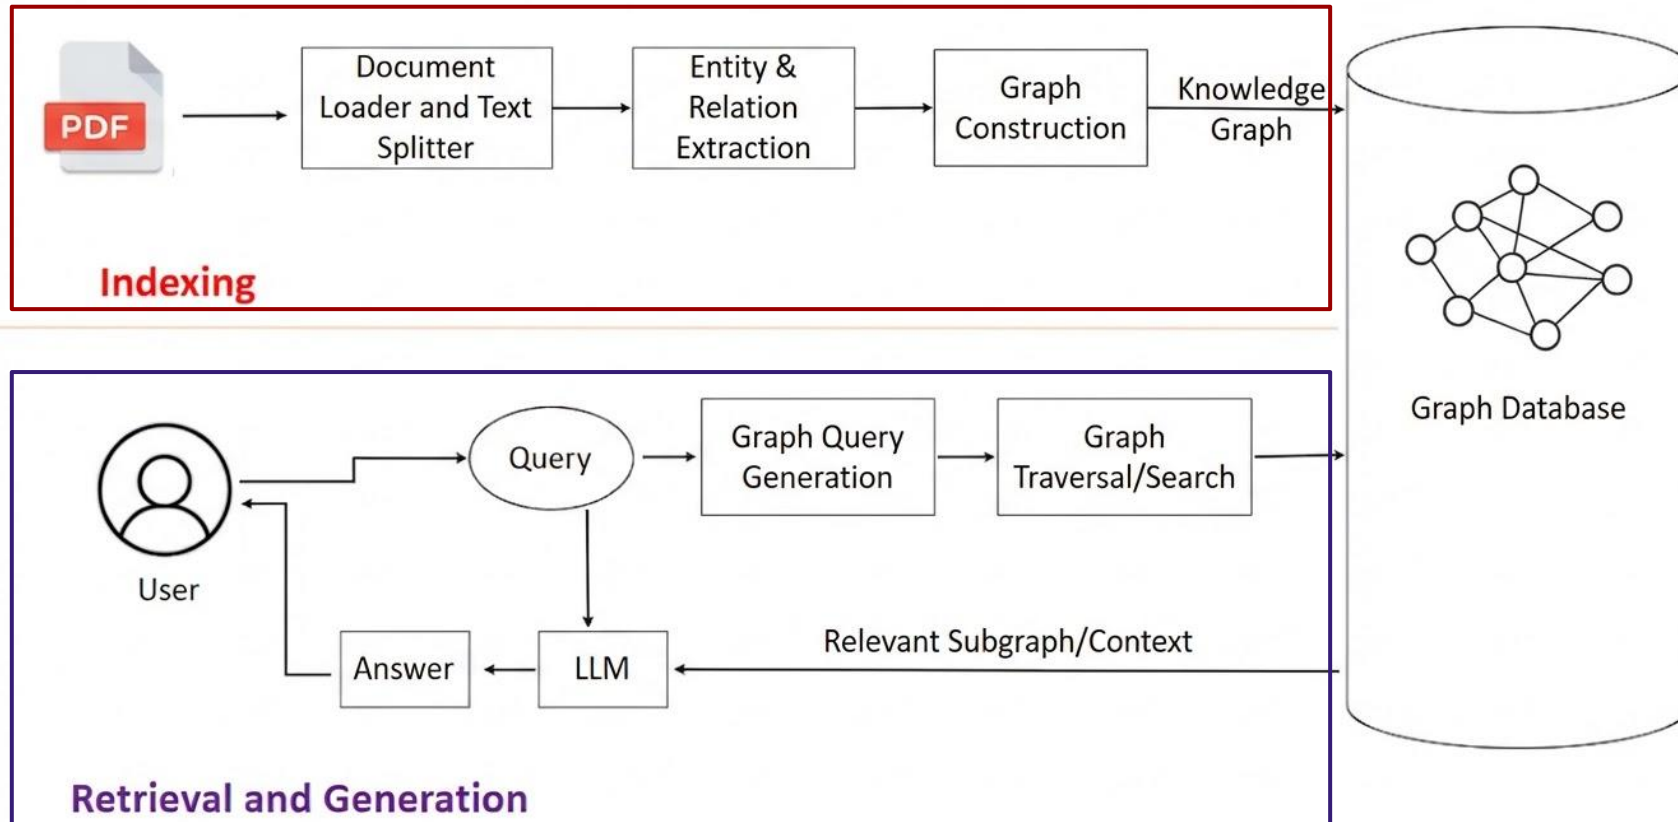 PDF
Document
Loader and Text
Splitter
Entity &
Relation
Extraction
Graph
Construction
Knowledge
Graph
Indexing
Graph Database
User
Query
Graph Query
Generation
Graph
Traversal/Search
Relevant Subgraph/Context
LLM
Answer
Retrieval and Generation